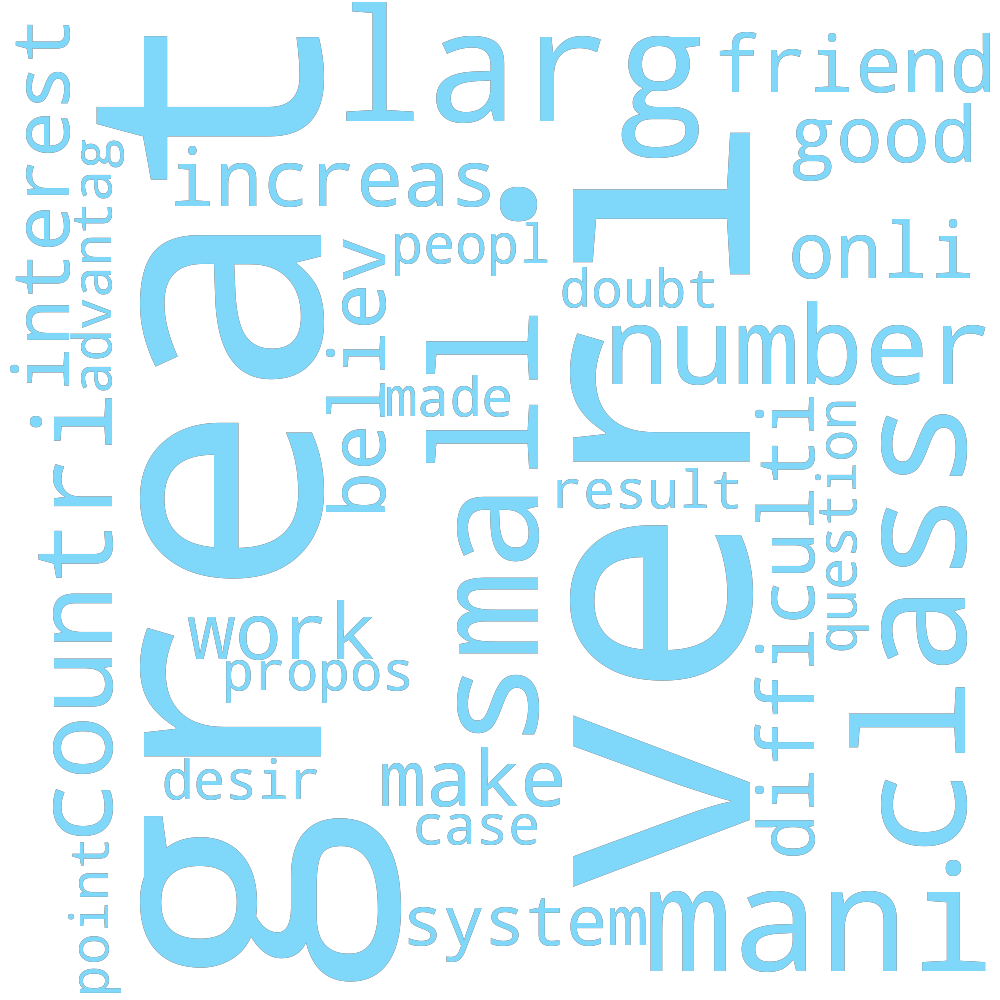 great
veri
larg
small
class
mani
countri
number
interest
increas
friend
good
onli
advantag
peopl
believ
doubt
made
result
difficulti
question
work
propos
desir
make
case
system
point